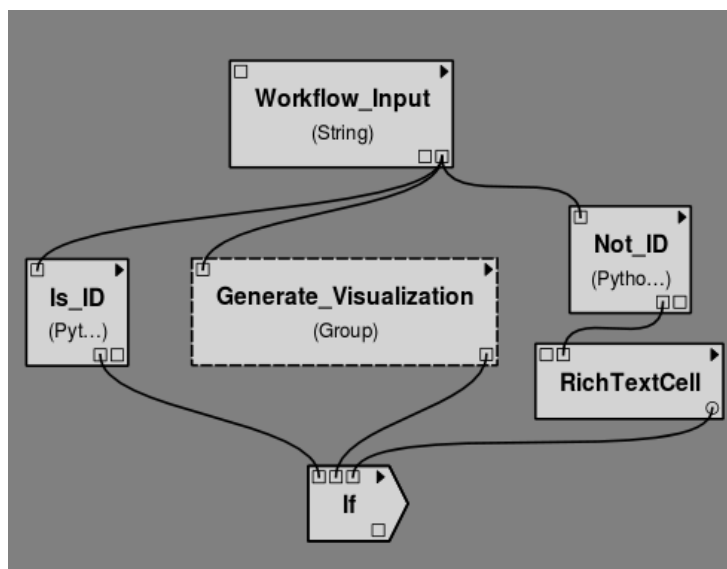 Workflow_Input
(String)
Not_ID
(Pytho...)
Is_ID
(Pyt...)
Generate_Visualization
(Group)
RichTextCell
If